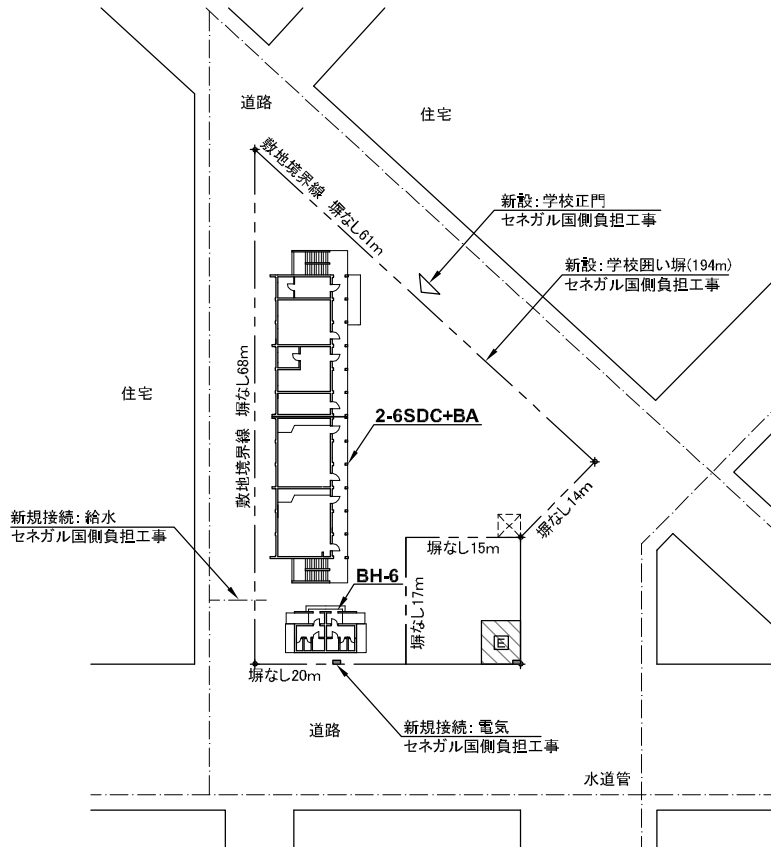 道路
住宅
敷地境界線 塀なし61m
新設:学校正門
セネガル国側負担工事
新設:学校囲い塀(194m)
セネガル国側負担工事
住宅
敷地境界線 塀なし68m
2-6SDC+BA
新規接続:給水
セネガル国側負担工事
塀なし14m
塀なし15m
BH-6
塀なし17m
E
塀なし20m
道路
新規接続:電気
セネガル国側負担工事
水道管